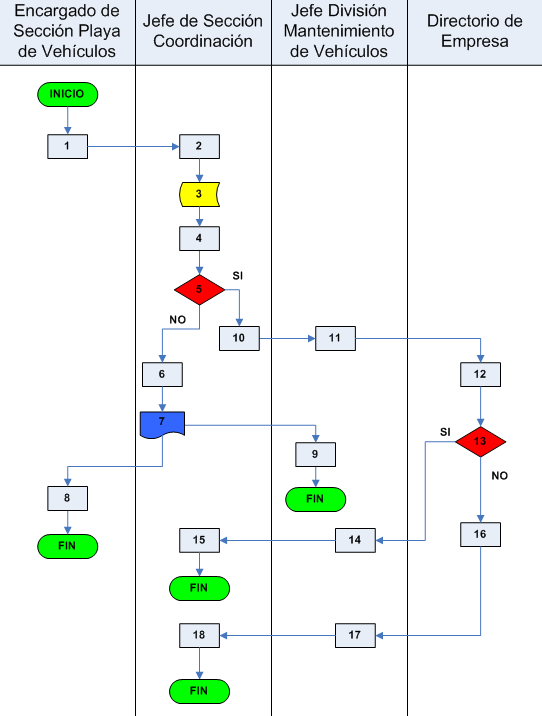 Encargado de
Sección Playa
de Vehículos
Jefe de Sección
Coordinación
Jefe División
Mantenimiento
de Vehículos
Directorio de
Empresa
INICIO
1
2
3
4
5
SI
NO
10
11
6
12
7
SI
13
9
NO
8
FIN
16
FIN
15
14
FIN
18
17
FIN